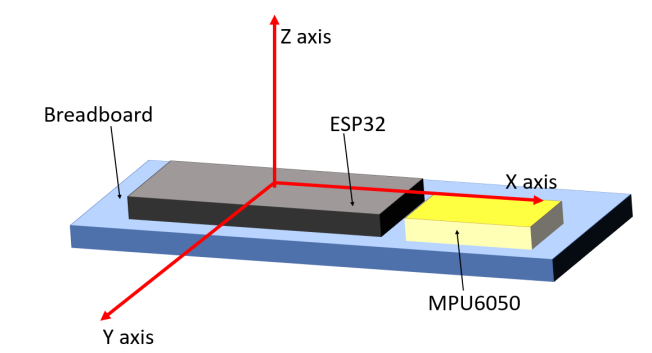 Z axis
Breadboard
ESP32
X axis
MPU6050
Y axis